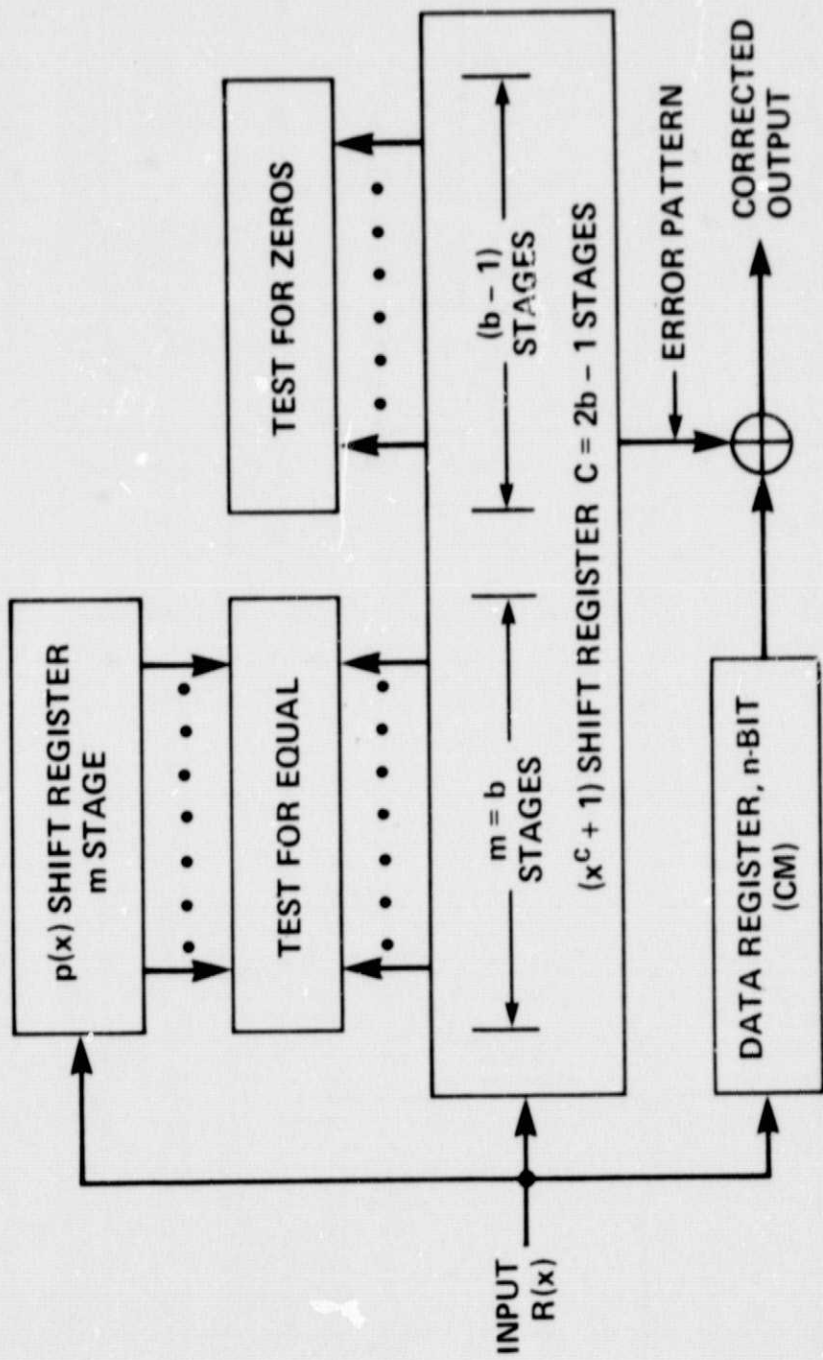 p(x) SHIFT REGISTER
m STAGE
TEST FOR EQUAL
TEST FOR ZEROS
m = b
STAGES
(b – 1)
STAGES
(x^c + 1) SHIFT REGISTER C = 2b – 1 STAGES
INPUT
R(x)
ERROR PATTERN
DATA REGISTER, n-BIT
(CM)
CORRECTED
OUTPUT